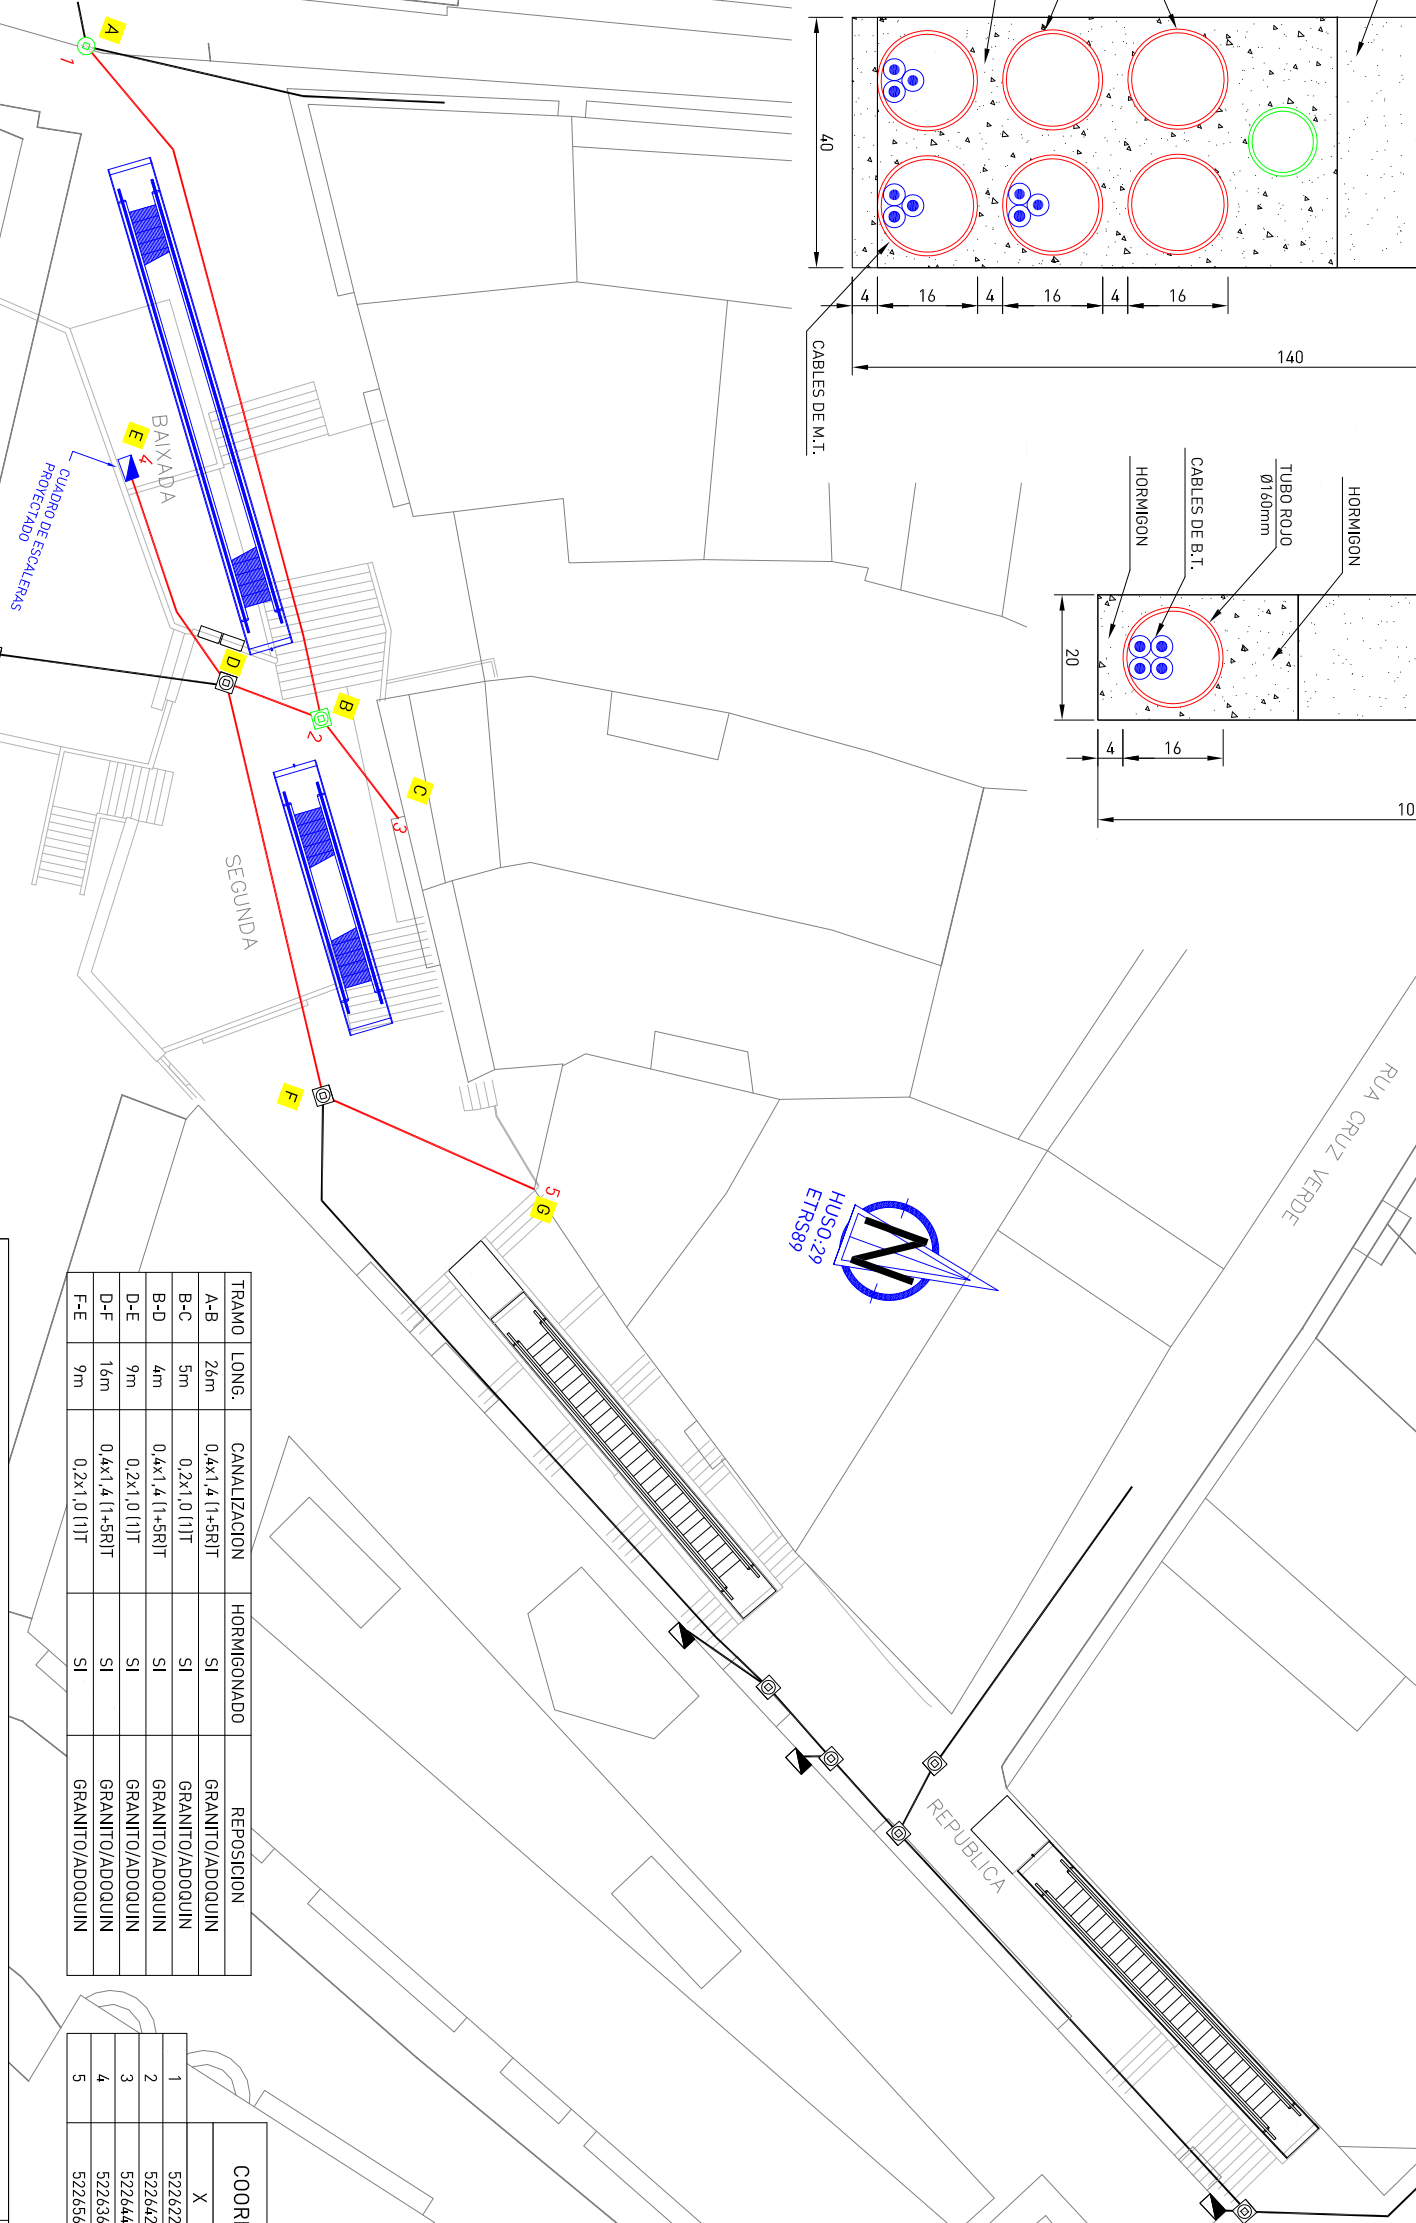 A
1
40
4
16
4
16
4
16
140
CABLES DE M.T.
HORMIGON
CABLES DE B.T.
TUBO ROJO
Ø160mm
HORMIGON
20
4
16
10
BAIXADA
E
4
CUADRO DE ESCALERAS
PROYECTADO
D
B
2
C
3
SEGUNDA
F
5
G
RUA CRUZ VERDE
N
HUSO:29
ETRS89
REPUBLICA
TRAMO LONG. CANALIZACION HORMIGONADO REPOSICION
A-B 26m 0,4x1,4 (1+5R)T SI GRANITO/ADOQUIN
B-C 5m 0,2x1,0 (1)T SI GRANITO/ADOQUIN
B-D 4m 0,4x1,4 (1+5R)T SI GRANITO/ADOQUIN
D-E 9m 0,2x1,0 (1)T SI GRANITO/ADOQUIN
D-F 16m 0,4x1,4 (1+5R)T SI GRANITO/ADOQUIN
F-E 9m 0,2x1,0 (1)T SI GRANITO/ADOQUIN
COOR
X
1 522622
2 522642
3 522644
4 522636
5 522656